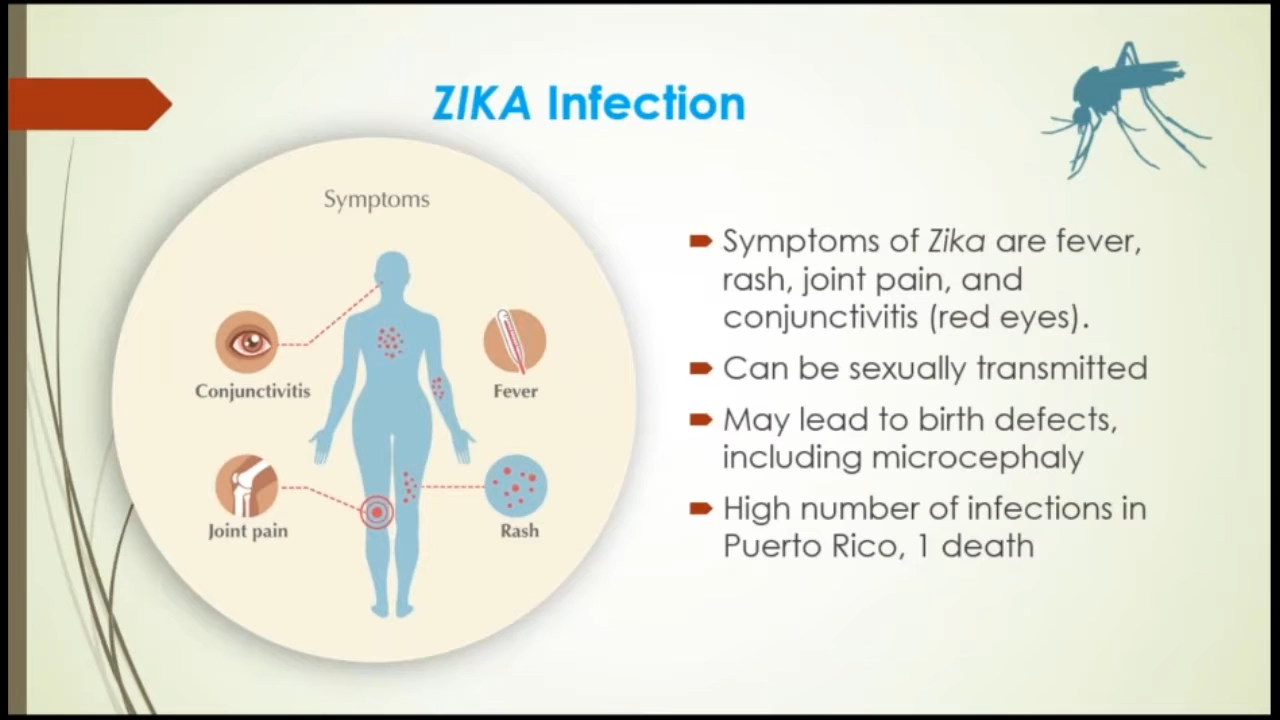 ZIKA Infection
Symptoms
Conjunctivitis
Fever
Joint pain
Rash
Symptoms of Zika are fever,
rash, joint pain, and
conjunctivitis (red eyes).
Can be sexually transmitted
May lead to birth defects,
including microcephaly
High number of infections in
Puerto Rico, 1 death